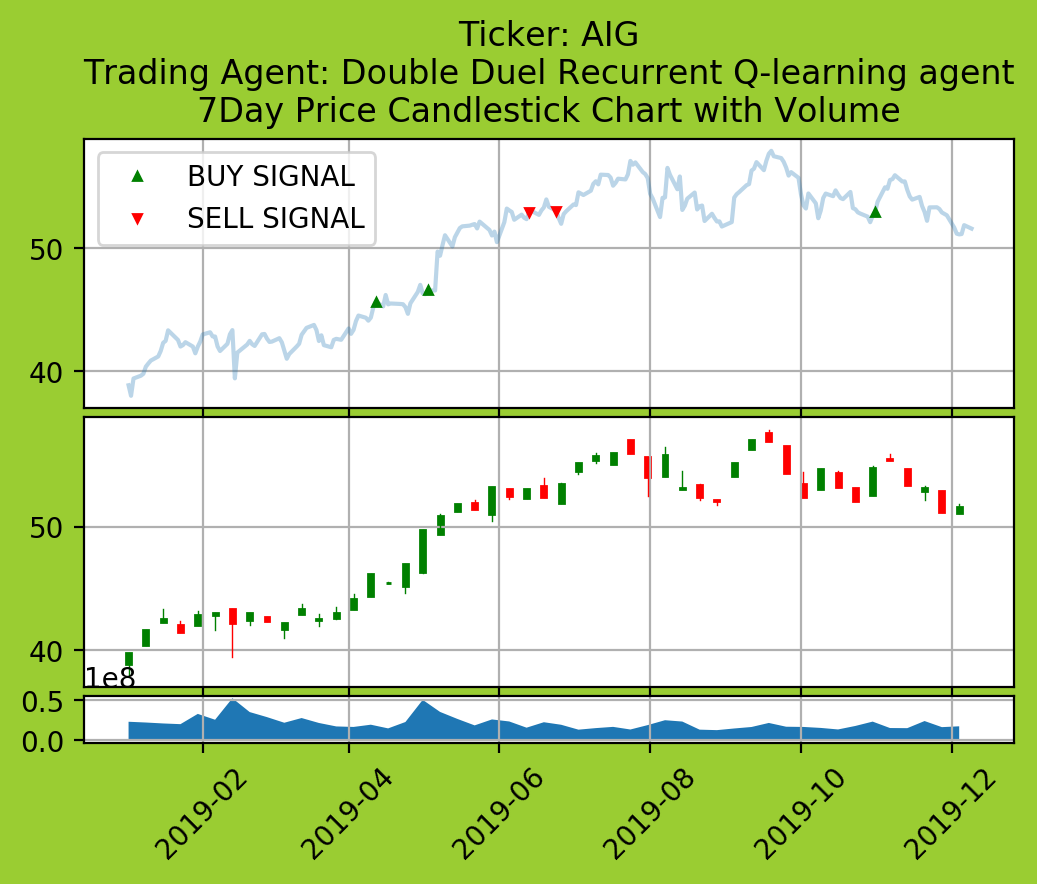 Ticker: AIG
Trading Agent: Double Duel Recurrent Q-learning agent
7Day Price Candlestick Chart with Volume
BUY SIGNAL
SELL SIGNAL
50
40
50
40
1e8
0.5
0.0
2019-02
2019-04
2019-06
2019-08
2019-10
2019-12